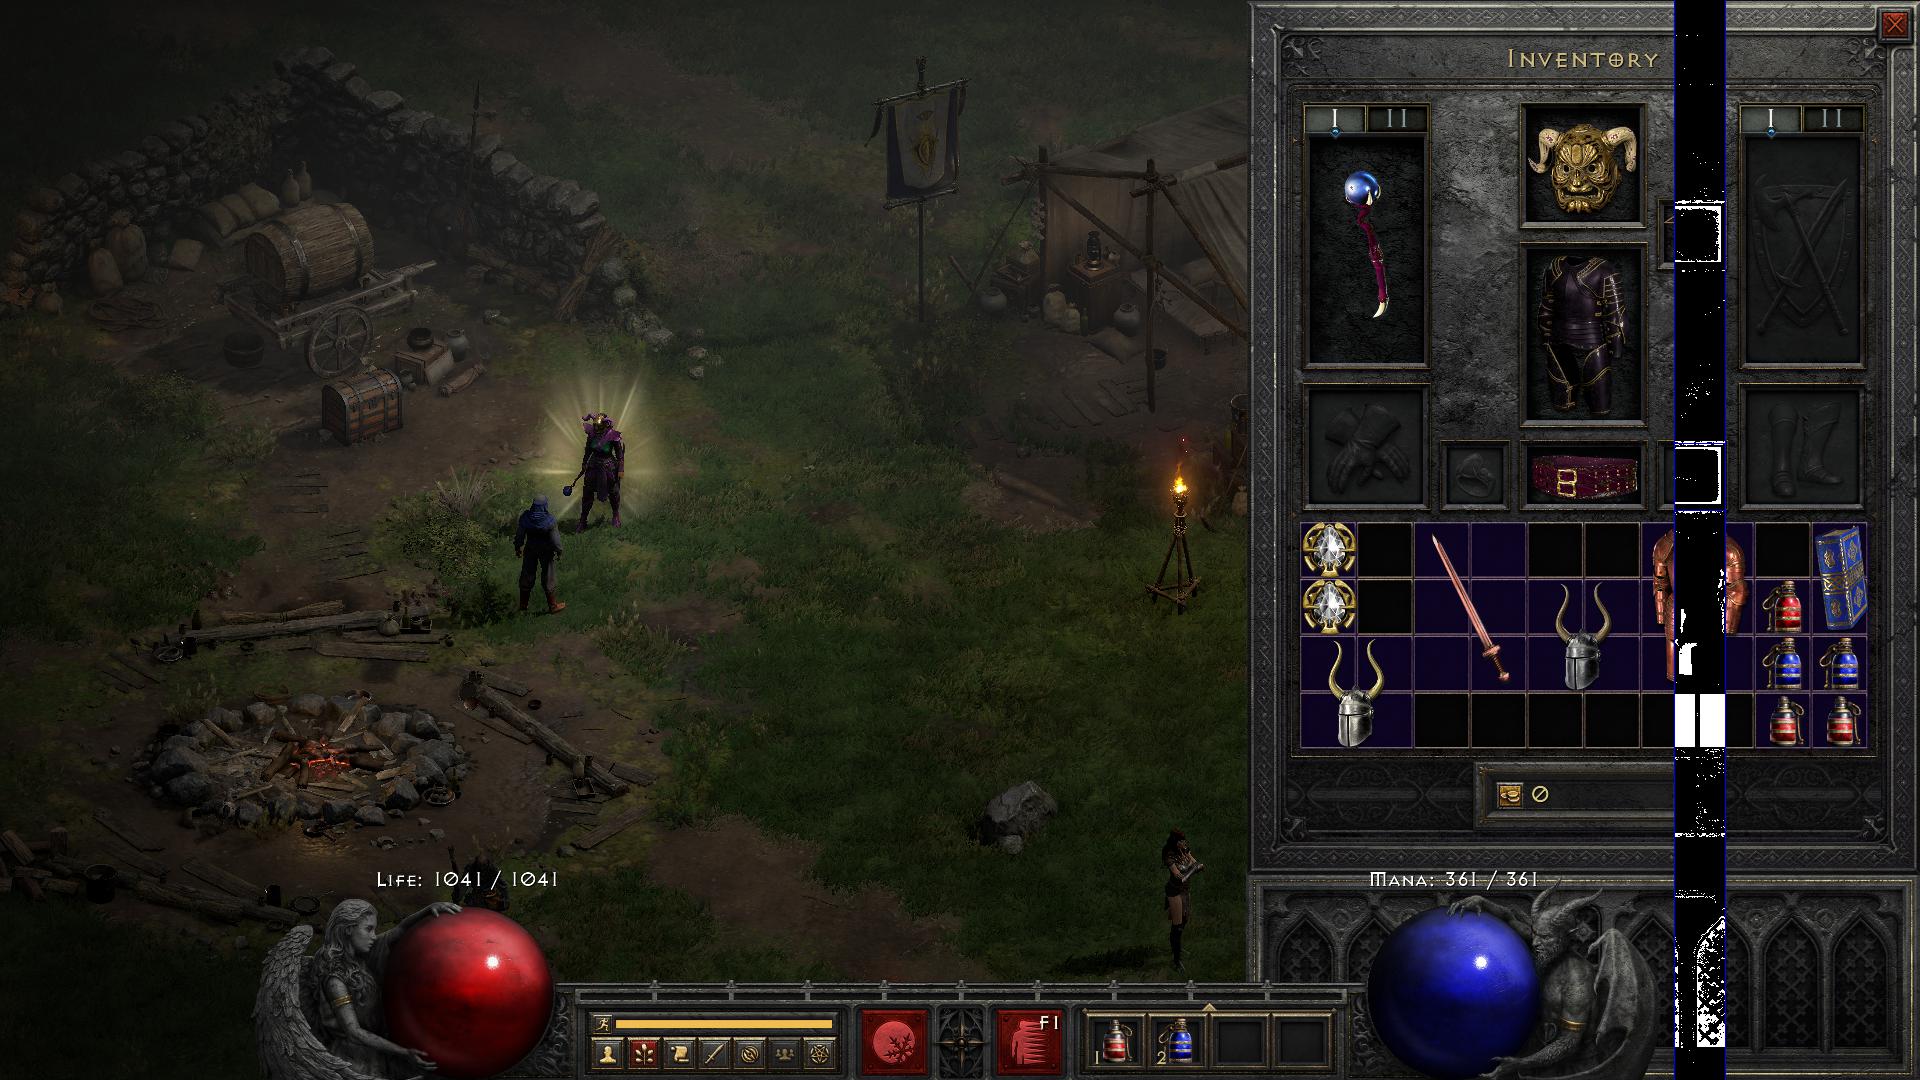 INVENTORY
I II
I II
LIFE: 1041 / 1041
MANA: 361 / 361
F1
1
2